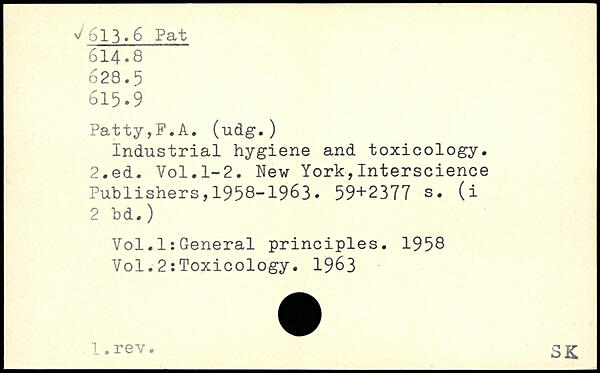 ✓613.6 Pat
614.8
628.5
615.9
Patty,F.A. (udg.)
Industrial hygiene and toxicology.
2.ed. Vol.1-2. New York,Interscience
Publishers,1958-1963. 59+2377 s. (i
2 bd.)
Vol.1:General principles. 1958
Vol.2:Toxicology. 1963
1.rev.
SK